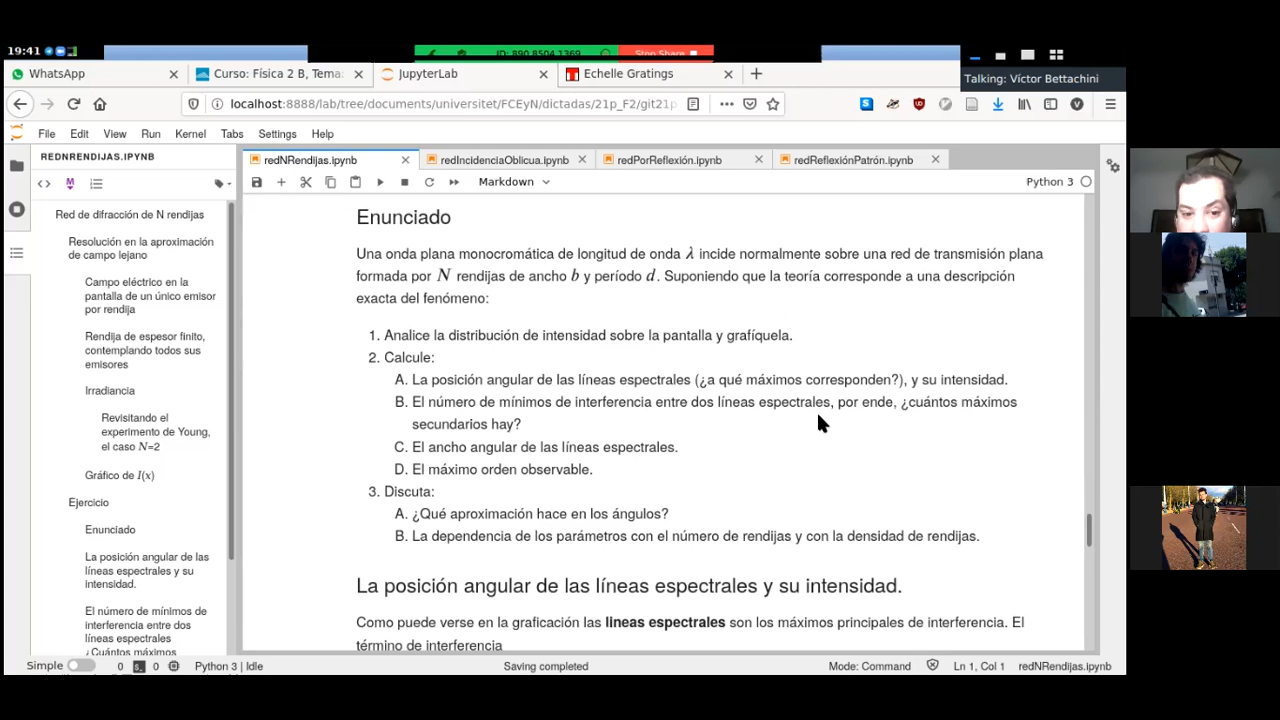 19:41
ID: 890 8504 1369
Stop Share
Talking: Víctor Bettachini
WhatsApp
Curso: Física 2 B, Tema:
JupyterLab
Echelle Gratings
localhost:8888/lab/tree/documents/universitet/FCEyN/dictadas/21p_F2/git21p
File Edit View Run Kernel Tabs Settings Help
REDNRENDIJAS.IPYNB
redNRendijas.ipynb
redIncidenciaOblicua.ipynb
redPorReflexión.ipynb
redReflexiónPatrón.ipynb
Markdown
Python 3
Red de difracción de N rendijas
Resolución en la aproximación
de campo lejano
Campo eléctrico en la
pantalla de un único emisor
por rendija
Rendija de espesor finito,
contemplando todos sus
emisores
Irradiancia
Revisitando el
experimento de Young,
el caso N=2
Gráfico de I(x)
Ejercicio
Enunciado
La posición angular de las
líneas espectrales y su
intensidad.
El número de mínimos de
interferencia entre dos
líneas espectrales
¿Cuántos máximos
Enunciado
Una onda plana monocromática de longitud de onda λ incide normalmente sobre una red de transmisión plana
formada por N rendijas de ancho b y período d. Suponiendo que la teoría corresponde a una descripción
exacta del fenómeno:
1. Analice la distribución de intensidad sobre la pantalla y grafíquela.
2. Calcule:
A. La posición angular de las líneas espectrales (¿a qué máximos corresponden?), y su intensidad.
B. El número de mínimos de interferencia entre dos líneas espectrales, por ende, ¿cuántos máximos
secundarios hay?
C. El ancho angular de las líneas espectrales.
D. El máximo orden observable.
3. Discuta:
A. ¿Qué aproximación hace en los ángulos?
B. La dependencia de los parámetros con el número de rendijas y con la densidad de rendijas.
La posición angular de las líneas espectrales y su intensidad.
Como puede verse en la graficación las lineas espectrales son los máximos principales de interferencia. El
término de interferencia
Simple 0 0 Python 3 | Idle Saving completed Mode: Command Ln 1, Col 1 redNRendijas.ipynb